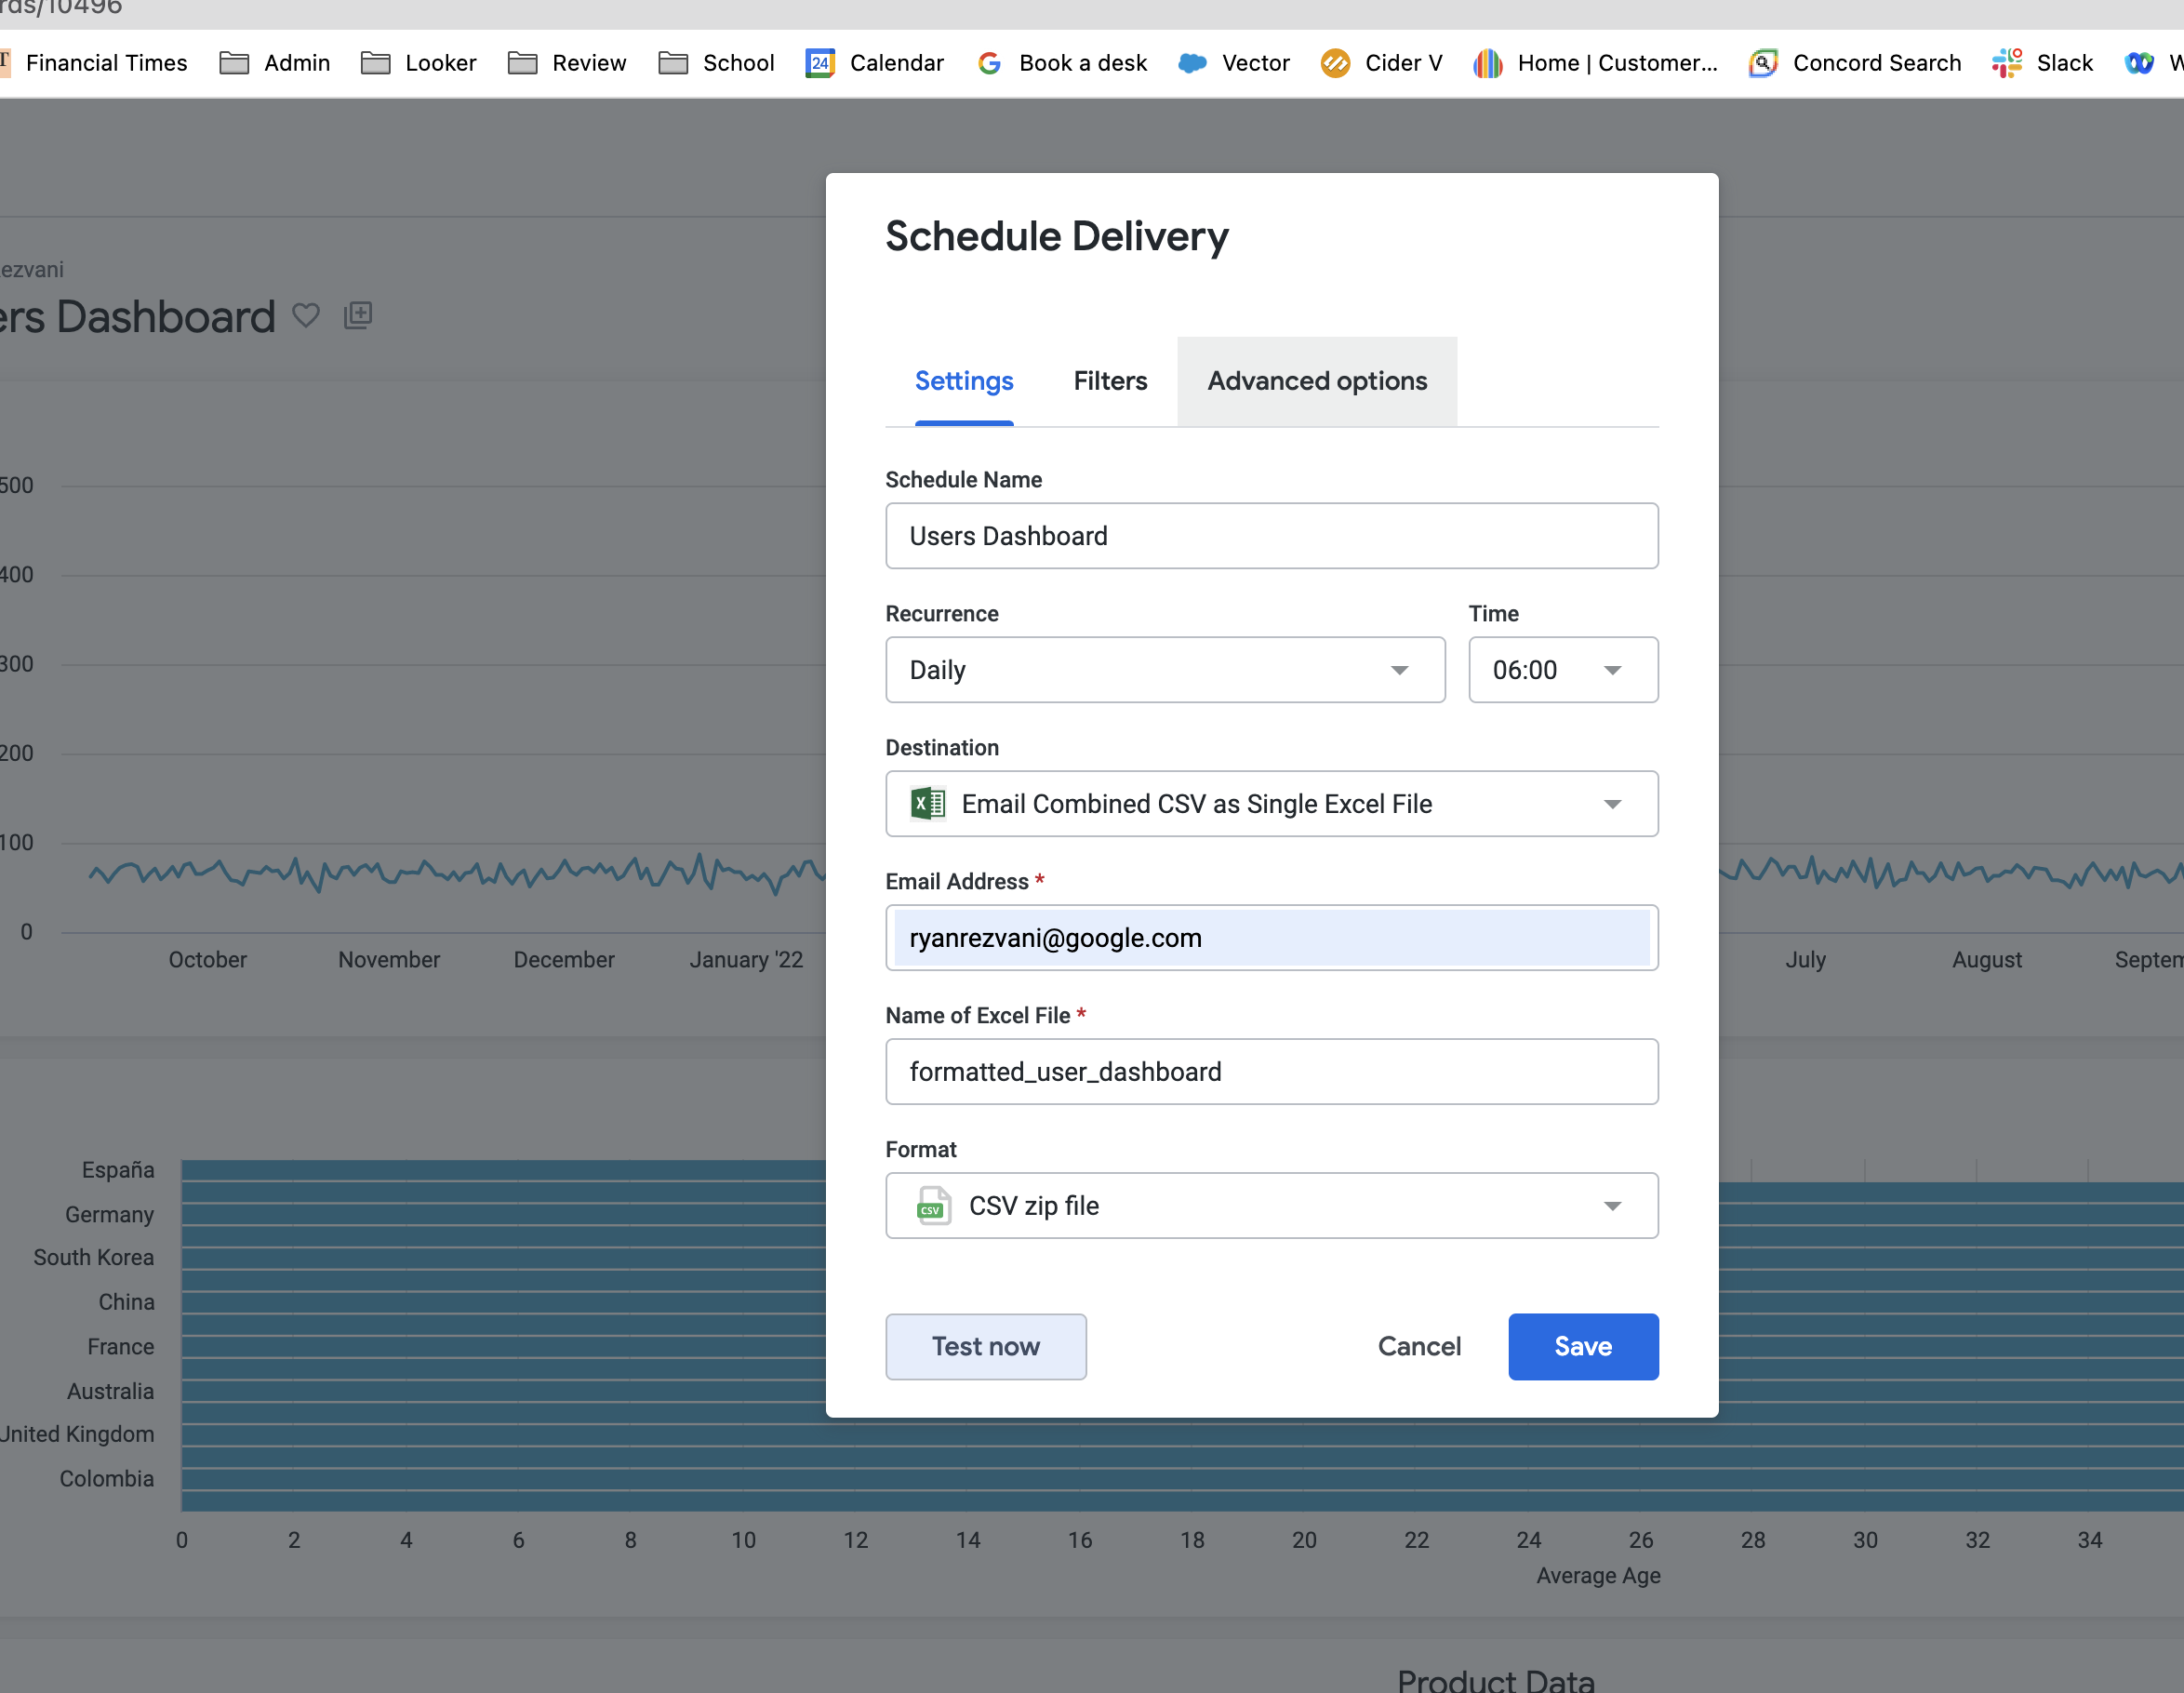 rds/10496
Financial Times Admin Looker Review School 24 Calendar Book a desk Vector Cider V Home | Customer... Concord Search Slack
ezvani
ers Dashboard
Schedule Delivery
Settings Filters Advanced options
Schedule Name
Users Dashboard
Recurrence Time
Daily 06:00
Destination
Email Combined CSV as Single Excel File
Email Address *
ryanrezvani@google.com
Name of Excel File *
formatted_user_dashboard
Format
CSV CSV zip file
Test now Cancel Save
500
400
300
200
100
0
October November December January '22 July August Septem
España
Germany
South Korea
China
France
Australia
United Kingdom
Colombia
0 2 4 6 8 10 12 14 16 18 20 22 24 26 28 30 32 34
Average Age
Product Data